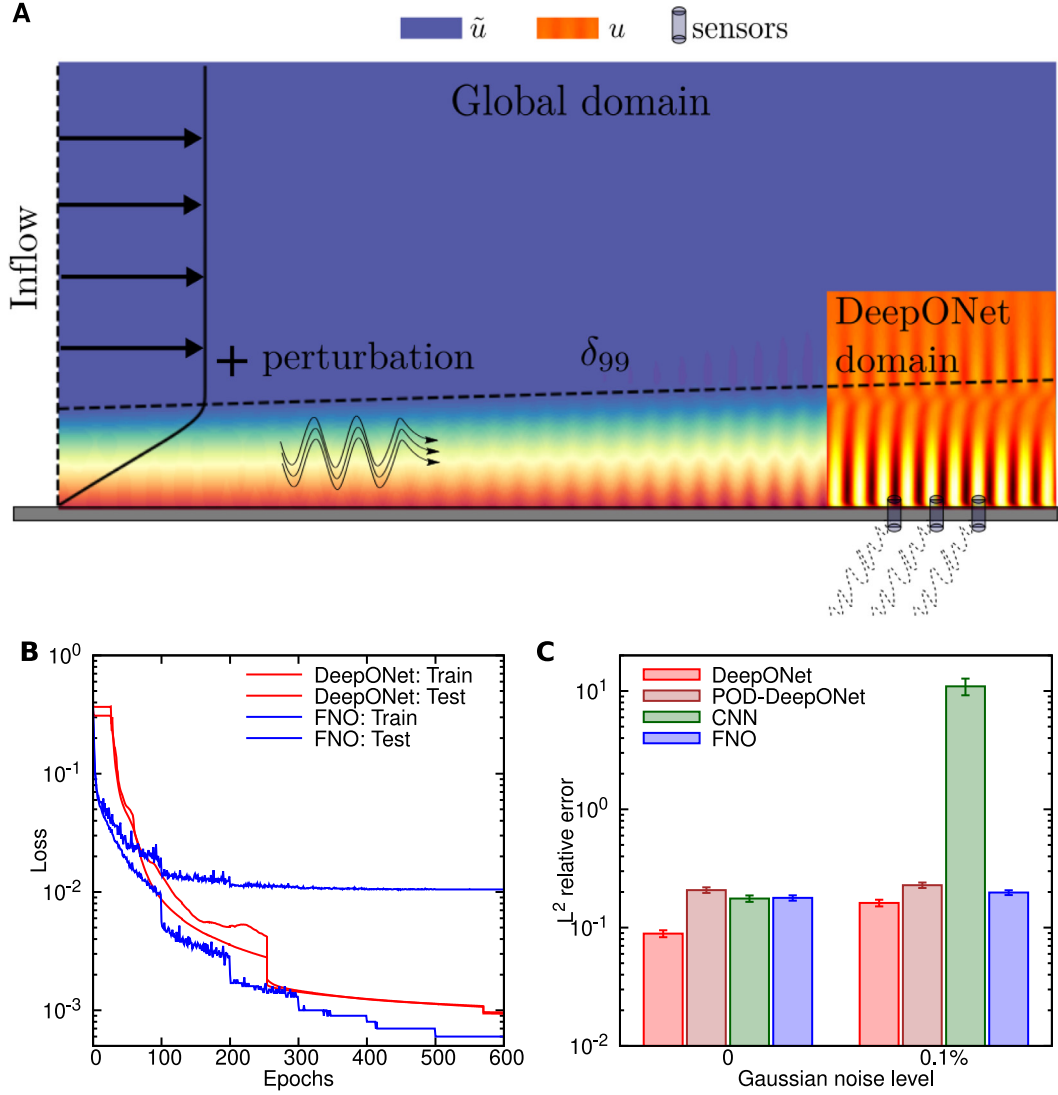 A
ũ u sensors
Global domain
Inflow
+ perturbation
δ99
DeepONet
domain
B
10^0
10^-1
10^-2
10^-3
Loss
DeepONet: Train
DeepONet: Test
FNO: Train
FNO: Test
0 100 200 300 400 500 600
Epochs
C
10^1
10^0
10^-1
10^-2
L^2 relative error
DeepONet
POD-DeepONet
CNN
FNO
0 0.1%
Gaussian noise level